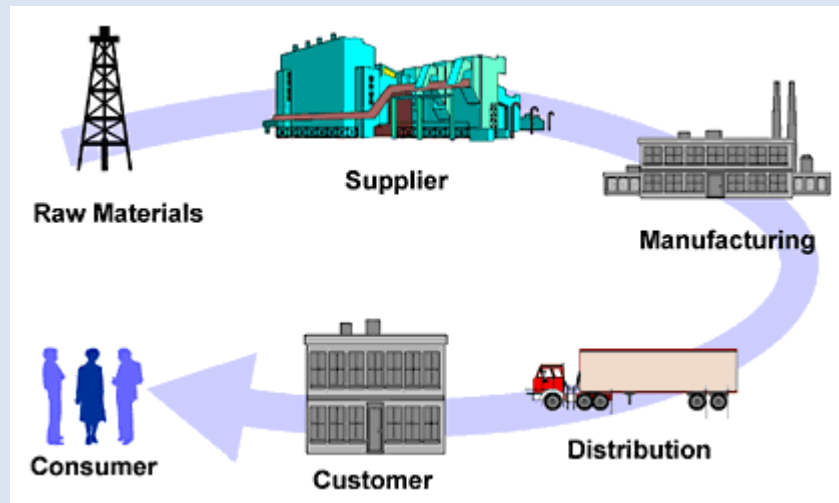 Raw Materials
Supplier
Manufacturing
Distribution
Customer
Consumer